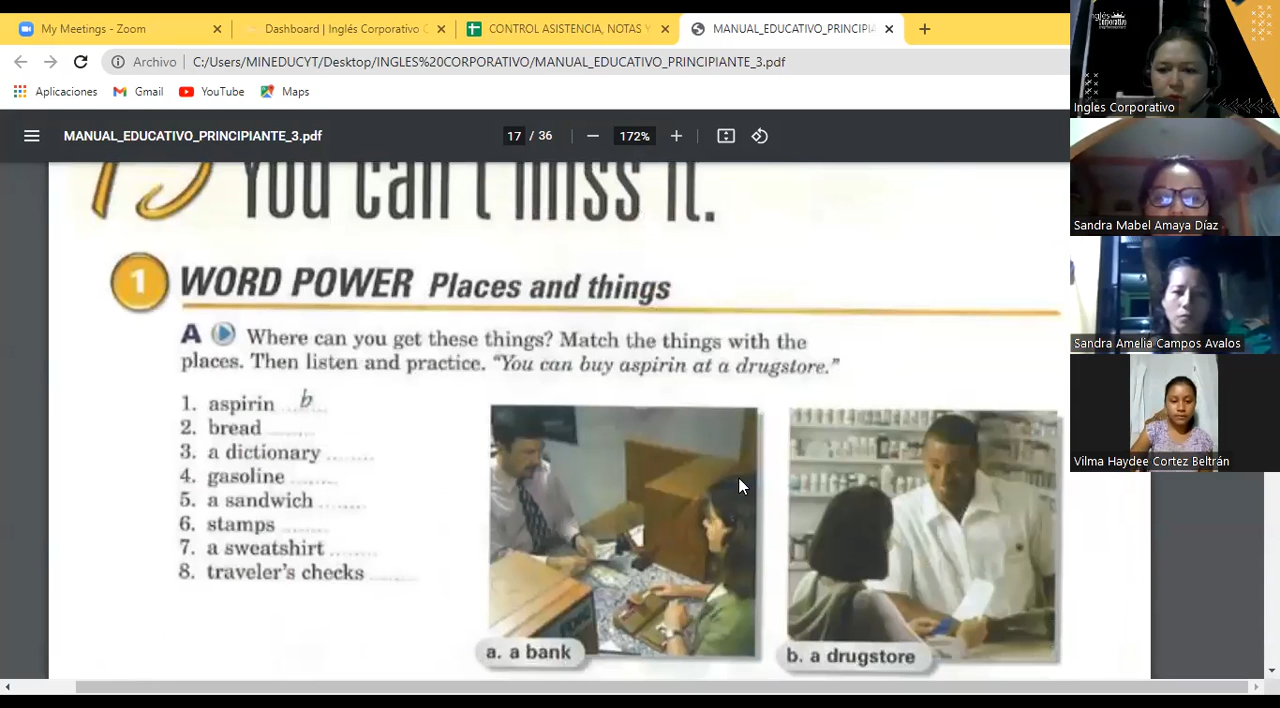 My Meetings - Zoom
Dashboard | Inglés Corporativo
CONTROL ASISTENCIA, NOTAS Y
MANUAL_EDUCATIVO_PRINCIPIA
Archivo
C:/Users/MINEDUCYT/Desktop/INGLES%20CORPORATIVO/MANUAL_EDUCATIVO_PRINCIPIANTE_3.pdf
Aplicaciones
Gmail
YouTube
Maps
MANUAL_EDUCATIVO_PRINCIPIANTE_3.pdf
17 / 36
172%
You can't miss it.
1
WORD POWER Places and things
A Where can you get these things? Match the things with the
places. Then listen and practice. “You can buy aspirin at a drugstore.”
1. aspirin b
2. bread
3. a dictionary
4. gasoline
5. a sandwich
6. stamps
7. a sweatshirt
8. traveler's checks
a. a bank
b. a drugstore
Inglés Corporativo
Ingles Corporativo
Sandra Mabel Amaya Díaz
Sandra Amelia Campos Avalos
Vilma Haydee Cortez Beltrán